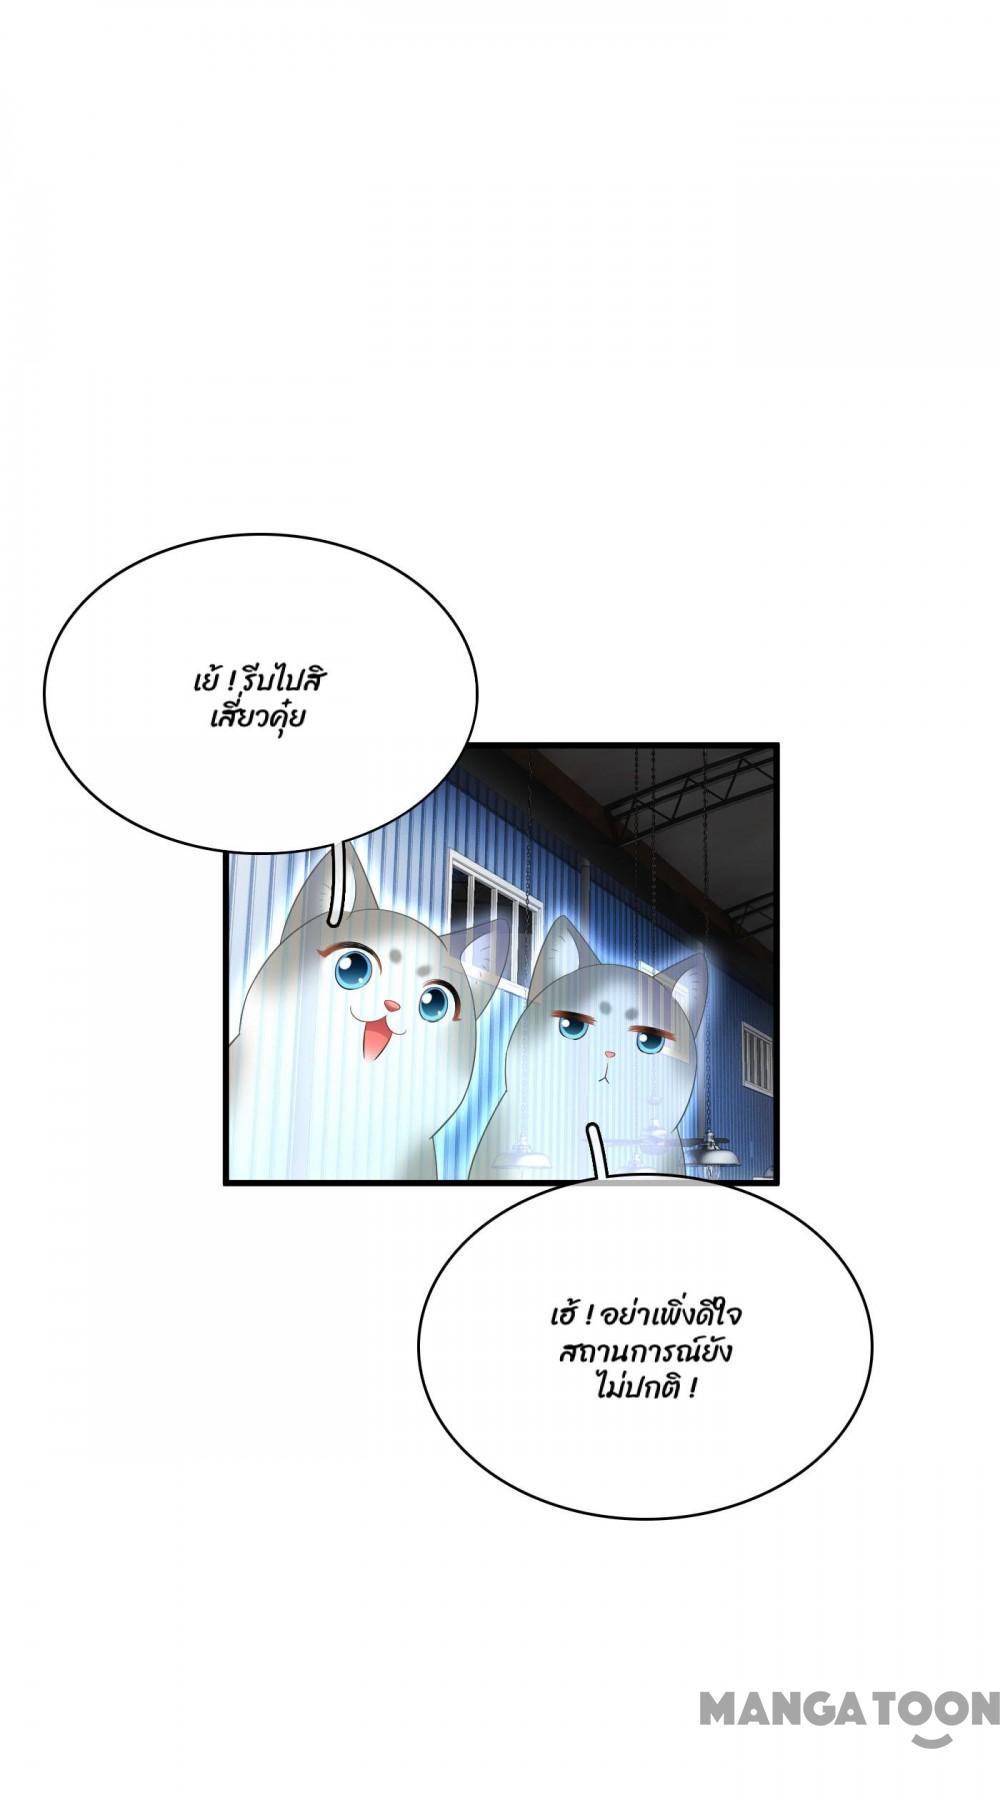 เย้ ! รีบไปสิ
เสี่ยวคุ๋ย
เฮ้ ! อย่าเพิ่งดีใจ
สถานการณ์ยัง
ไม่ปกติ !
MANGATOON